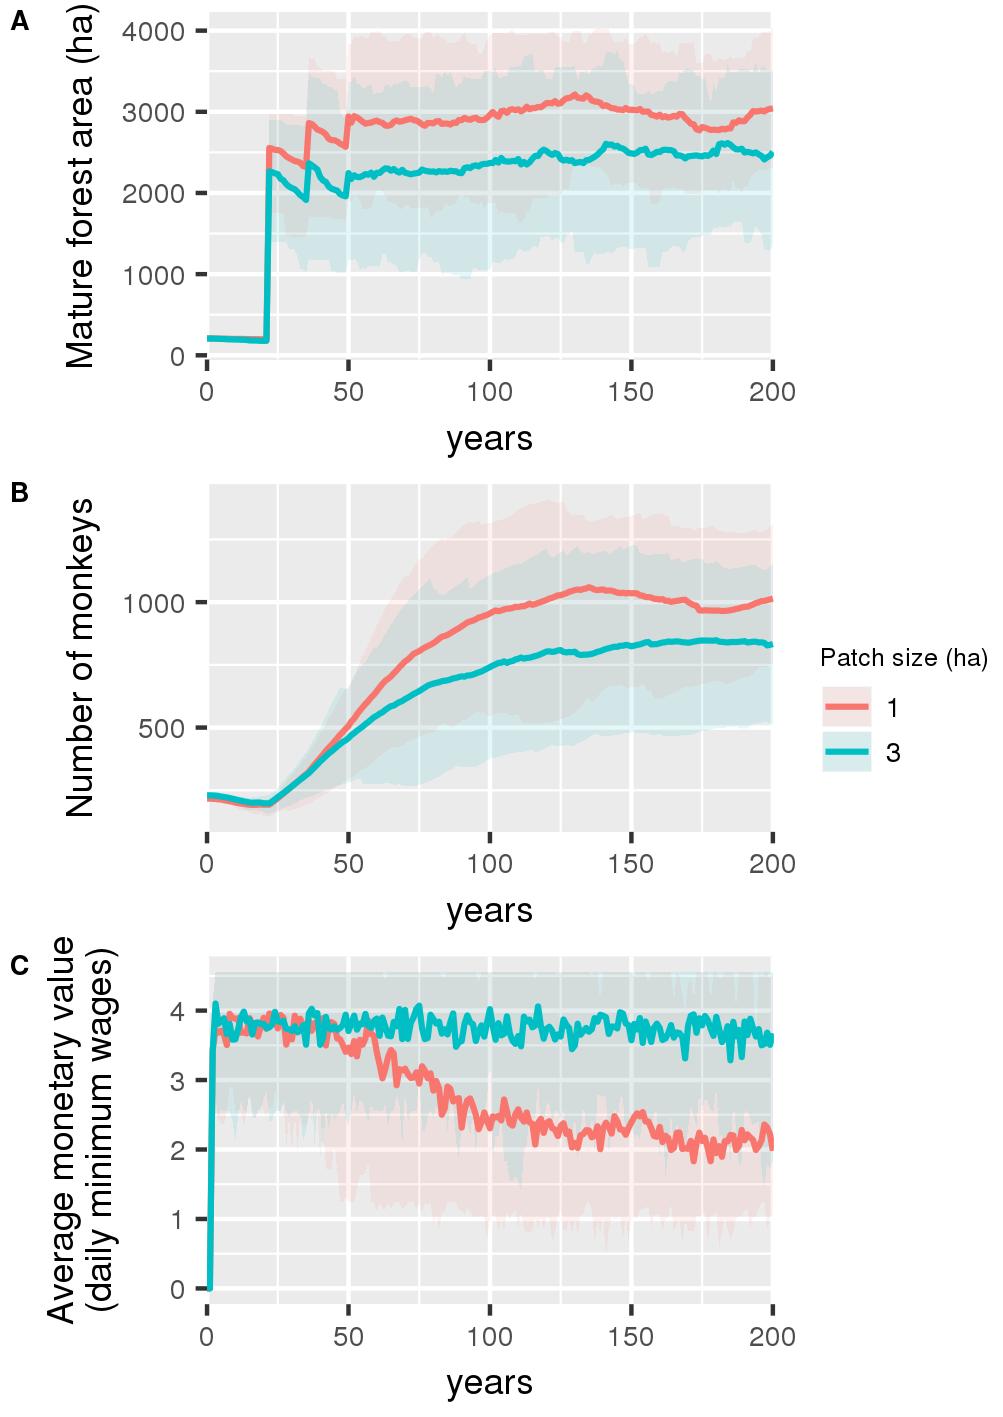 A
Mature forest area (ha)
4000
3000
2000
1000
0
0 50 100 150 200
years
B
Number of monkeys
1000
500
0 50 100 150 200
years
Patch size (ha)
1
3
C
Average monetary value
(daily minimum wages)
4
3
2
1
0
0 50 100 150 200
years